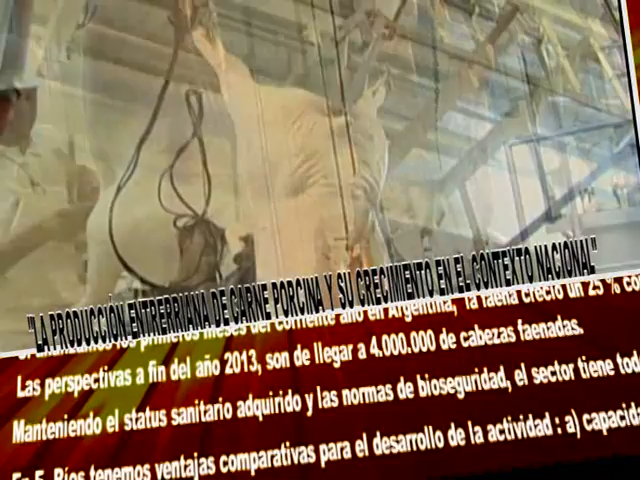 "LA PRODUCCIÓN ENTRERRIANA DE CARNE PORCINA Y SU CRECIMIENTO EN EL CONTEXTO NACIONAL"
los primeros meses del corriente año en Argentina, la faena creció un 25 % co
Las perspectivas a fin del año 2013, son de llegar a 4.000.000 de cabezas faenadas.
Manteniendo el status sanitario adquirido y las normas de bioseguridad, el sector tiene tod
En E. Ríos tenemos ventajas comparativas para el desarrollo de la actividad : a) capacida